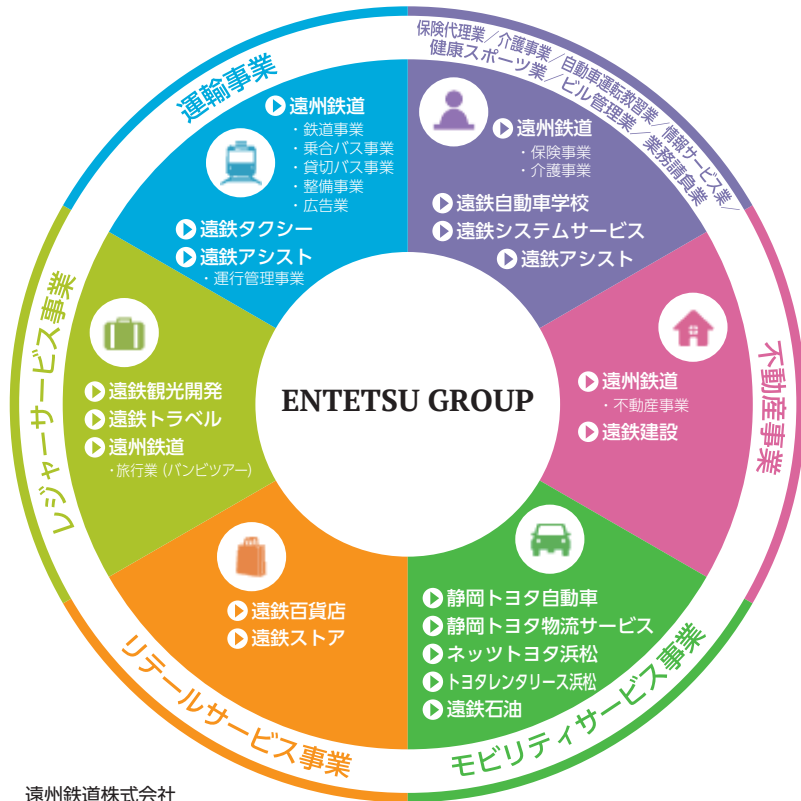 運輸事業
遠州鉄道
・鉄道事業
・乗合バス事業
・貸切バス事業
・整備事業
・広告業
遠鉄タクシー
遠鉄アシスト
・運行管理事業
保険代理業／介護事業／自動車運転教習業／情報サービス業／
健康スポーツ業／ビル管理業／業務請負業
遠州鉄道
・保険事業
・介護事業
遠鉄自動車学校
遠鉄システムサービス
遠鉄アシスト
不動産事業
遠州鉄道
・不動産事業
遠鉄建設
モビリティサービス事業
静岡トヨタ自動車
静岡トヨタ物流サービス
ネッツトヨタ浜松
トヨタレンタリース浜松
遠鉄石油
リテールサービス事業
遠鉄百貨店
遠鉄ストア
レジャーサービス事業
遠鉄観光開発
遠鉄トラベル
遠州鉄道
・旅行業（バンビツアー）
ENTETSU GROUP
遠州鉄道株式会社